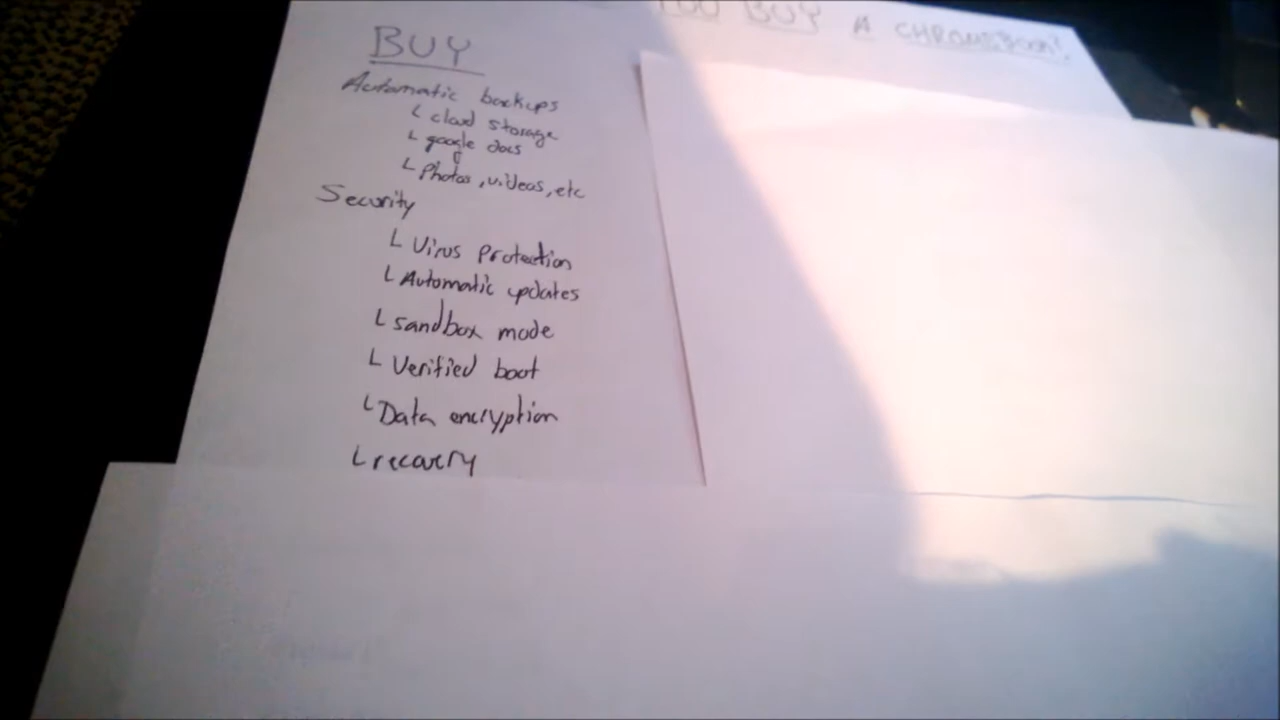 YOU BUY A CHROMEBOOK?
BUY
Automatic backups
cloud storage
google docs
Photos, videos, etc
Security
Virus protection
Automatic updates
sandbox mode
Verified boot
Data encryption
recovery